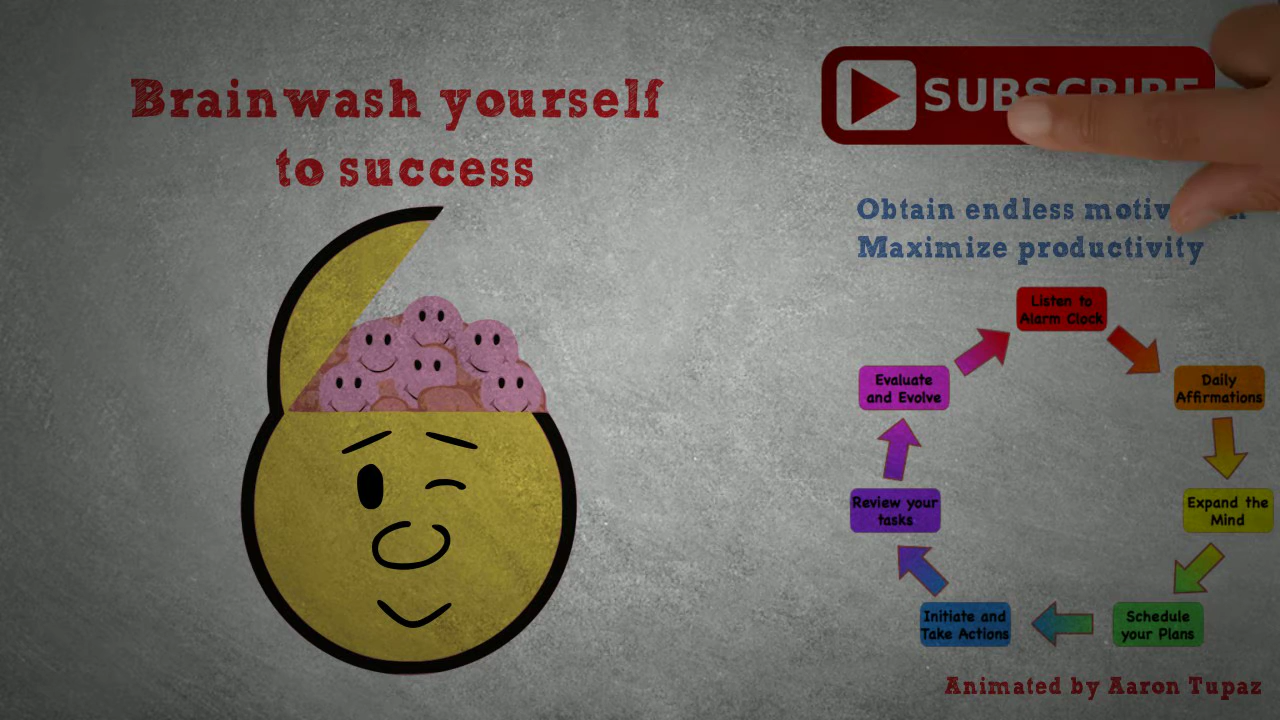 Brainwash yourself
to success
SUBSCRIBE
Obtain endless
Maximize productivity
Listen to
Alarm Clock
Daily
Affirmations
Expand the
Mind
Schedule
your Plans
Initiate and
Take Actions
Review your
tasks
Evaluate
and Evolve
Animated by Aaron Tupaz